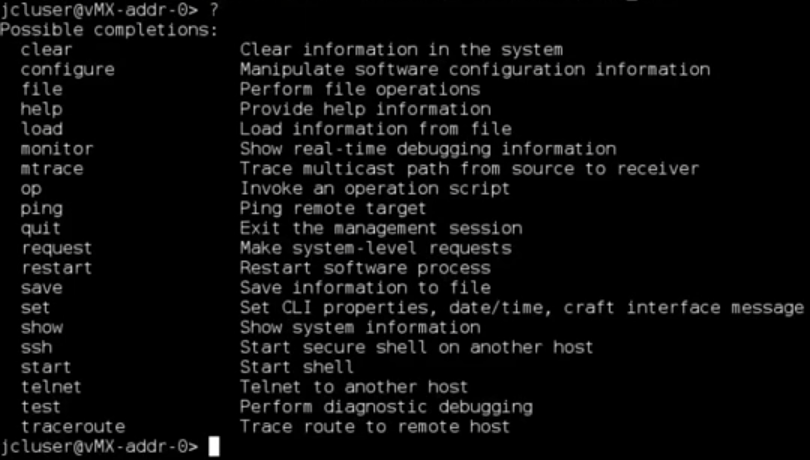 jcluser@vMX-addr-0> ?
Possible completions:
  clear                Clear information in the system
  configure            Manipulate software configuration information
  file                 Perform file operations
  help                 Provide help information
  load                 Load information from file
  monitor              Show real-time debugging information
  mtrace               Trace multicast path from source to receiver
  op                   Invoke an operation script
  ping                 Ping remote target
  quit                 Exit the management session
  request              Make system-level requests
  restart              Restart software process
  save                 Save information to file
  set                  Set CLI properties, date/time, craft interface message
  show                 Show system information
  ssh                  Start secure shell on another host
  start                Start shell
  telnet               Telnet to another host
  test                 Perform diagnostic debugging
  traceroute           Trace route to remote host
jcluser@vMX-addr-0>